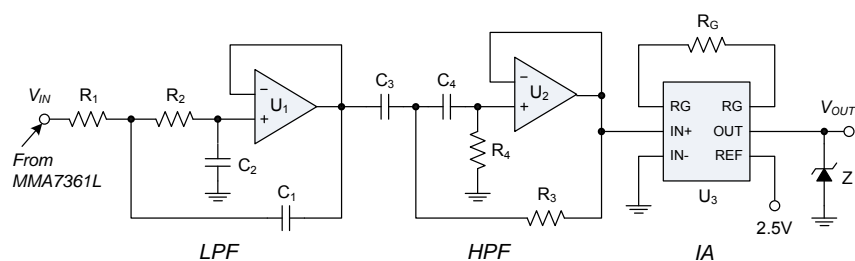 R_G
V_IN
R_1
R_2
−
+
U_1
C_3
C_4
−
+
U_2
RG
RG
V_OUT
IN+
OUT
IN-
REF
From
MMA7361L
C_2
R_4
Z
U_3
C_1
R_3
2.5V
LPF
HPF
IA